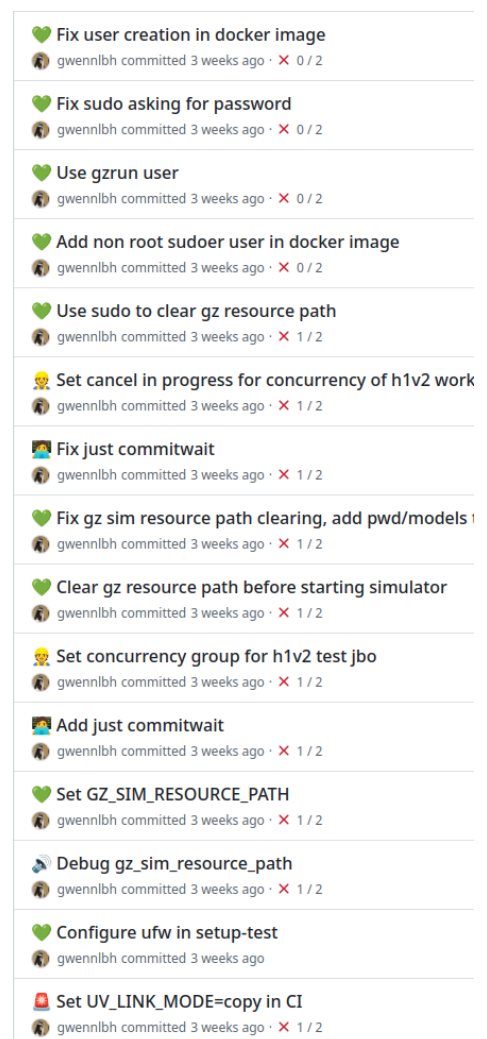 💚 Fix user creation in docker image
gwennlbh committed 3 weeks ago · ✕ 0 / 2
💚 Fix sudo asking for password
gwennlbh committed 3 weeks ago · ✕ 0 / 2
💚 Use gzrun user
gwennlbh committed 3 weeks ago · ✕ 0 / 2
💚 Add non root sudoer user in docker image
gwennlbh committed 3 weeks ago · ✕ 0 / 2
💚 Use sudo to clear gz resource path
gwennlbh committed 3 weeks ago · ✕ 1 / 2
👷 Set cancel in progress for concurrency of h1v2 work
gwennlbh committed 3 weeks ago · ✕ 1 / 2
🧑‍💻 Fix just commitwait
gwennlbh committed 3 weeks ago · ✕ 1 / 2
💚 Fix gz sim resource path clearing, add pwd/models
gwennlbh committed 3 weeks ago · ✕ 1 / 2
💚 Clear gz resource path before starting simulator
gwennlbh committed 3 weeks ago · ✕ 1 / 2
👷 Set concurrency group for h1v2 test jbo
gwennlbh committed 3 weeks ago · ✕ 1 / 2
🧑‍💻 Add just commitwait
gwennlbh committed 3 weeks ago · ✕ 1 / 2
💚 Set GZ_SIM_RESOURCE_PATH
gwennlbh committed 3 weeks ago · ✕ 1 / 2
🔊 Debug gz_sim_resource_path
gwennlbh committed 3 weeks ago · ✕ 1 / 2
💚 Configure ufw in setup-test
gwennlbh committed 3 weeks ago
🚨 Set UV_LINK_MODE=copy in CI
gwennlbh committed 3 weeks ago · ✕ 1 / 2